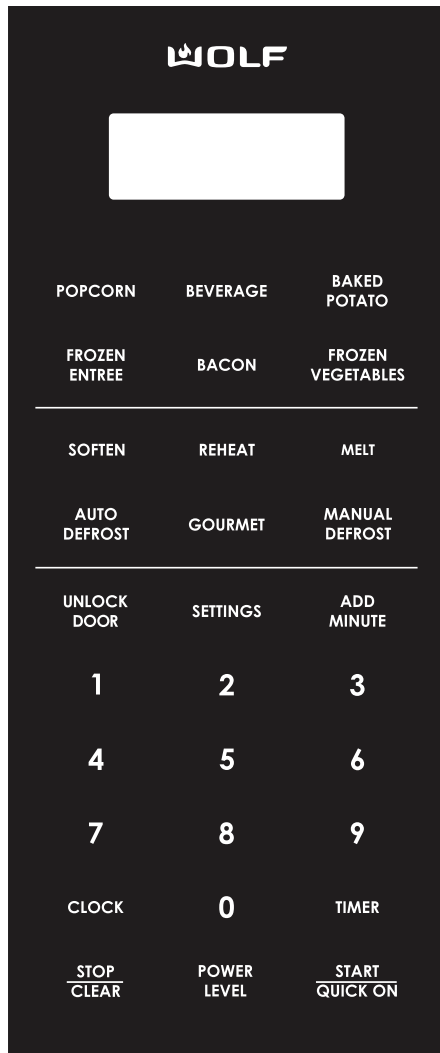 WOLF
POPCORN BEVERAGE BAKED
POTATO
FROZEN
ENTREE BACON FROZEN
VEGETABLES
SOFTEN REHEAT MELT
AUTO
DEFROST GOURMET MANUAL
DEFROST
UNLOCK
DOOR SETTINGS ADD
MINUTE
1 2 3
4 5 6
7 8 9
CLOCK 0 TIMER
STOP
CLEAR POWER
LEVEL START
QUICK ON